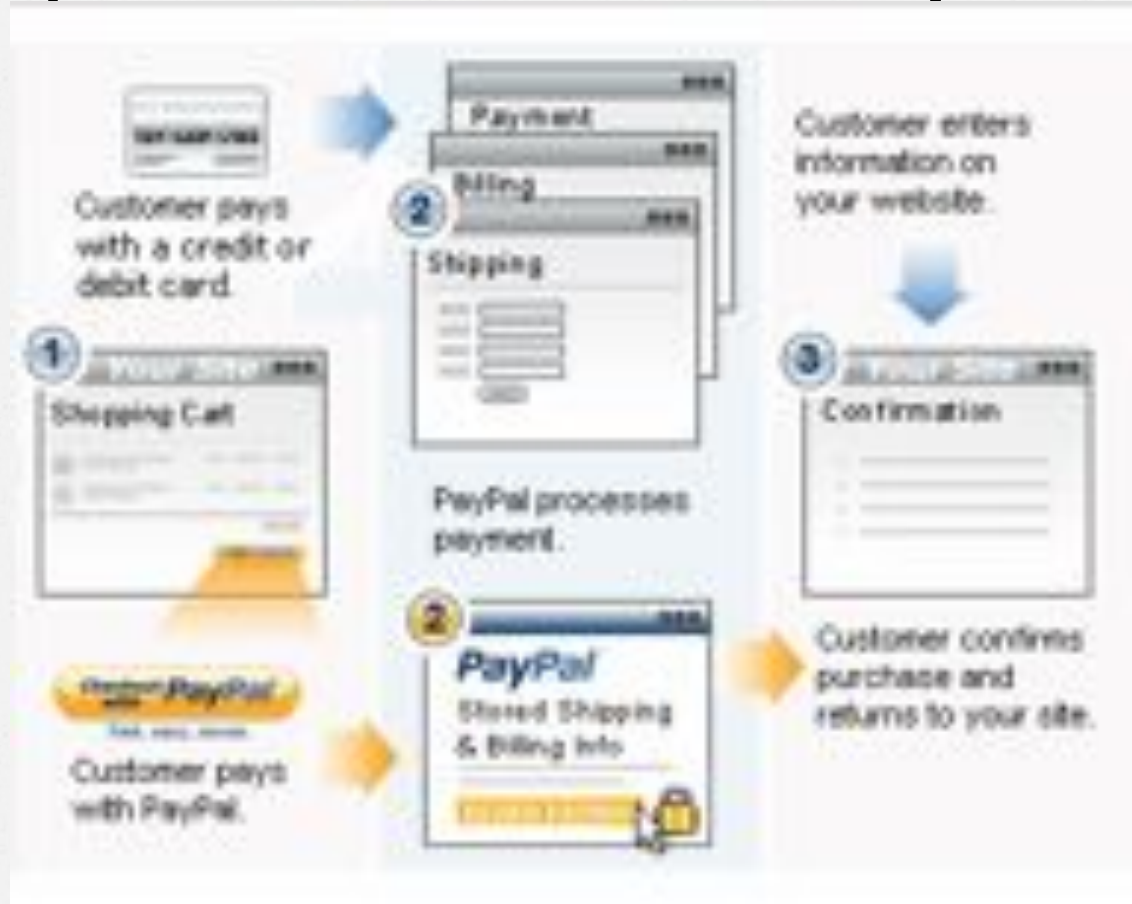 Customer pays
with a credit or
debit card.
1
Shopping Cart
PayPal
Customer pays
with PayPal.
Payment
Billing
2
Shipping
PayPal processes
payment.
2
PayPal
Stored Shipping
& Billing Info
Customer enters
information on
your website.
3
Confirmation
Customer confirms
purchase and
returns to your site.